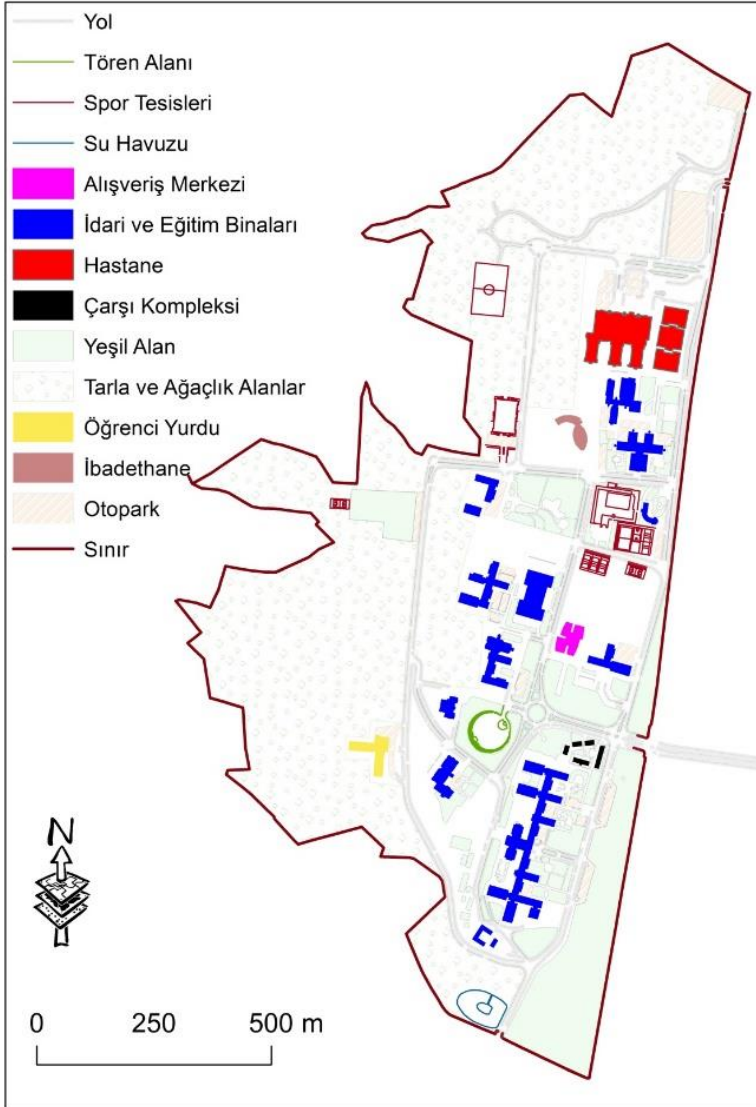 Yol
Tören Alanı
Spor Tesisleri
Su Havuzu
Alışveriş Merkezi
İdari ve Eğitim Binaları
Hastane
Çarşı Kompleksi
Yeşil Alan
Tarla ve Ağaçlık Alanlar
Öğrenci Yurdu
İbadethane
Otopark
Sınır
N
0 250 500 m